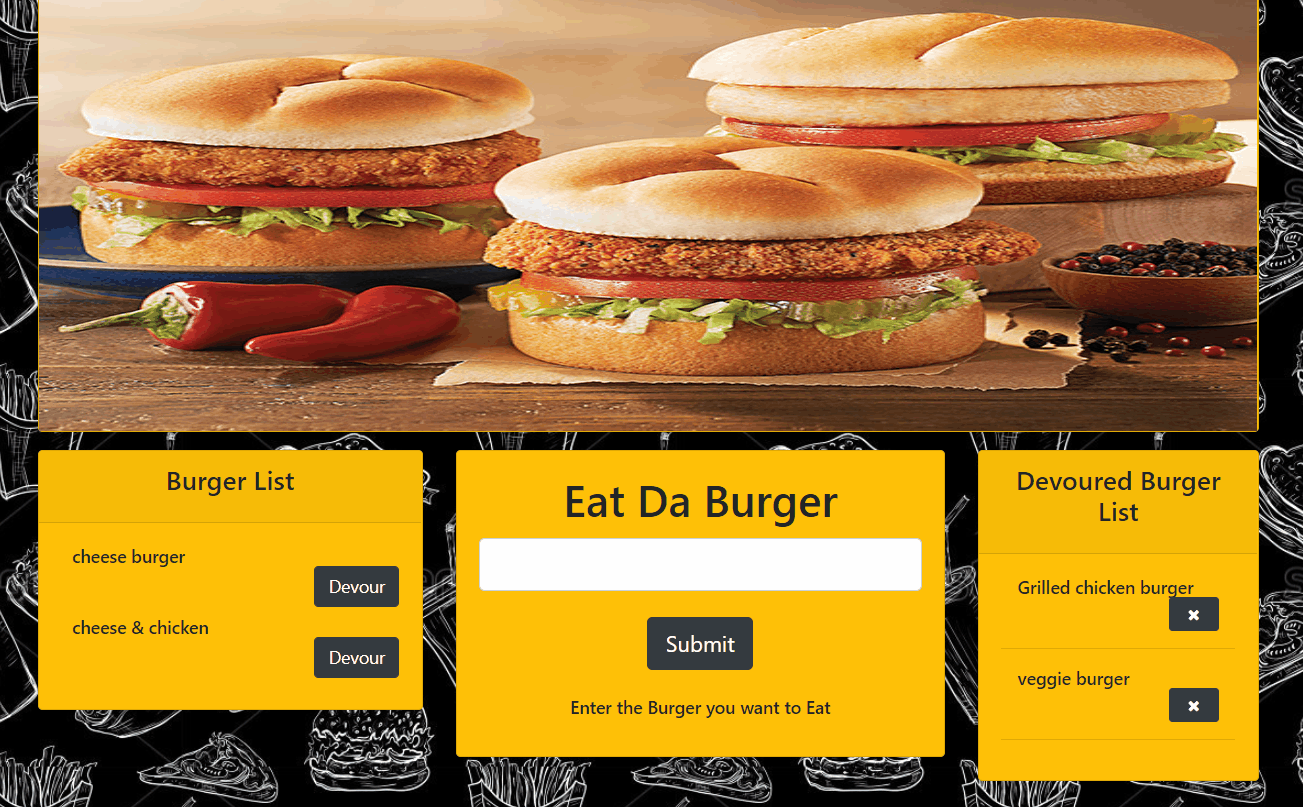 Burger List
cheese burger
Devour
cheese & chicken
Devour
Eat Da Burger
Submit
Enter the Burger you want to Eat
Devoured Burger
List
Grilled chicken burger
veggie burger